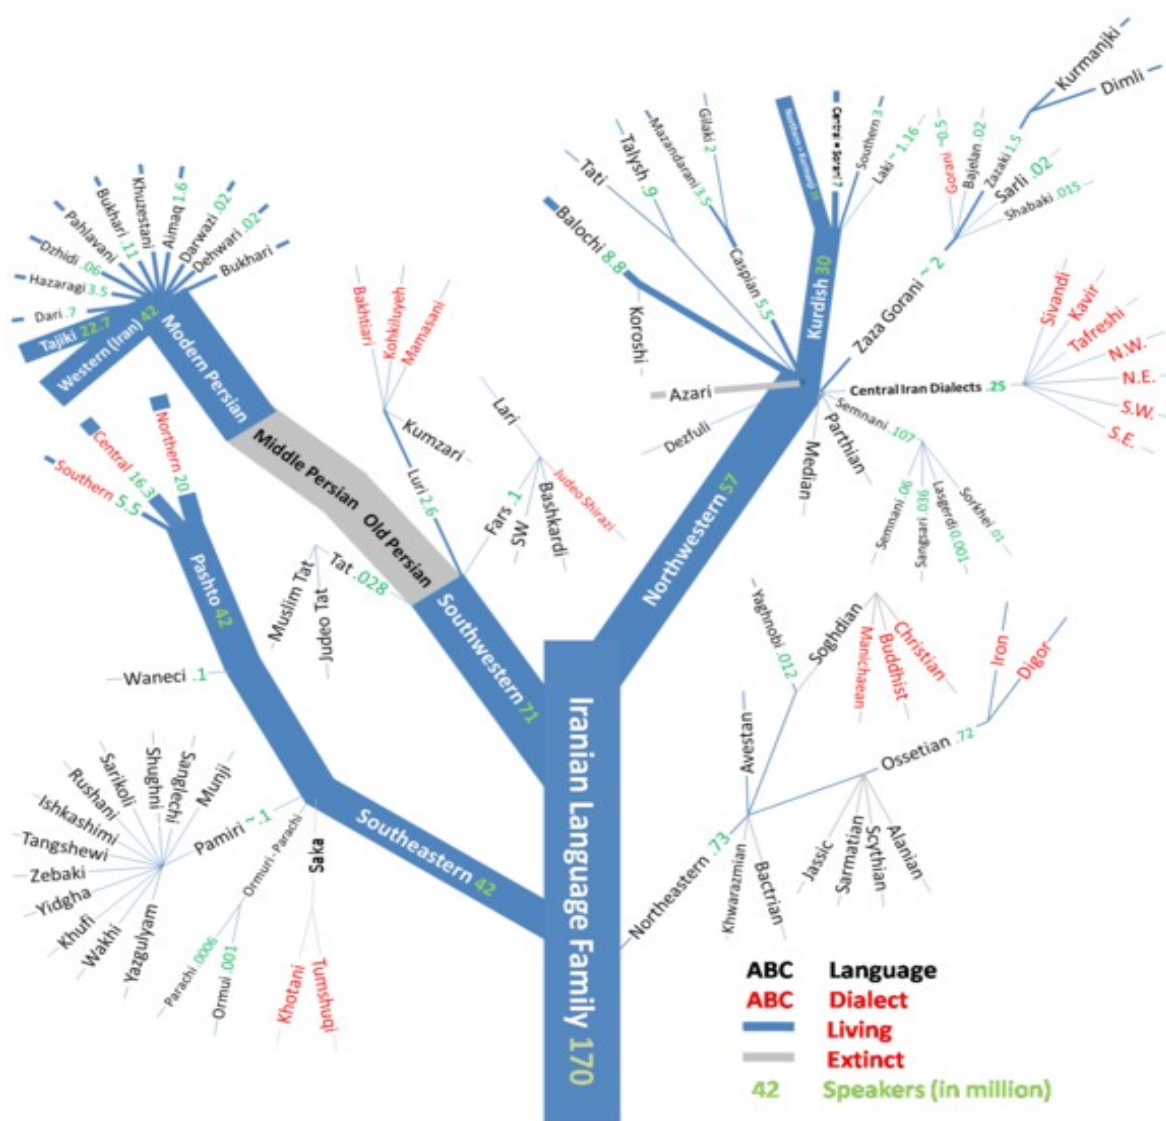 Kurmanjki
Dimli
Zazaki 1.5
Bajelan .02
Gorani ~0.5
Sarli .02
Shabaki .015
Zaza Gorani ~ 2
Laki ~ 1.16
Southern 3
Central = Sorani 7
Kurdish 30
Gilaki 2
Mazandarani 3.5
Caspian 5.5
Talysh .9
Tati
Balochi 8.8
Koroshi
Azari
Dezfuli
Median
Parthian
Central Iran Dialects .25
Sivandi
Kavir
Tafreshi
N.W.
N.E.
S.W.
S.E.
Semnani .107
Semnani .06
Sangsari .036
Lasgerdi 0.001
Sorkhei .01
Northwestern 57
Bukhari
Dehwari .02
Darwazi .02
Aimaq 1.6
Khuzestani
Bukhari .11
Pahlavani
Dzhidi .06
Hazaragi 3.5
Dari .7
Tajiki 22.7
Western (Iran) 42
Modern Persian
Middle Persian
Old Persian
Southwestern 71
Bakhtiari
Kohkiluyeh
Mamasani
Kumzari
Luri 2.6
Lari
Judeo Shirazi
Bashkardi
SW
Fars .1
Tat .028
Muslim Tat
Judeo Tat
Northern 20
Central 16.3
Southern 5.5
Pashto 42
Waneci .1
Southeastern 42
Pamiri ~.1
Munji
Sanglechi
Shughni
Sarikoli
Rushani
Ishkashimi
Tangshewi
Zebaki
Yidgha
Khufi
Wakhi
Yazgulyam
Ormuri - Parachi
Parachi .0006
Ormui .001
Saka
Khotani
Tumshuqi
Northeastern .73
Awestan
Khwarazmian
Bactrian
Yaghnobi .012
Soghdian
Manichaean
Buddhist
Christian
Ossetian .72
Iron
Digor
Jassic
Sarmatian
Scythian
Alanian
Iranian Language Family 170
ABC Language
ABC Dialect
Living
Extinct
42 Speakers (in million)